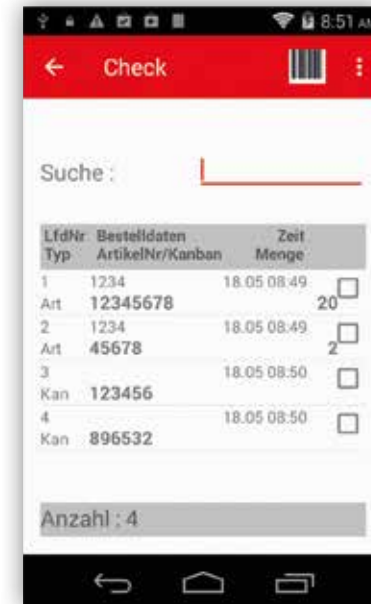 8:51 AM
Check
Suche :
LfdNr Bestelldaten Zeit
Typ ArtikelNr/Kanban Menge
1 1234 18.05 08:49
Art 12345678 20
2 1234 18.05 08:49
Art 45678 2
3 18.05 08:50
Kan 123456
4 18.05 08:50
Kan 896532
Anzahl : 4